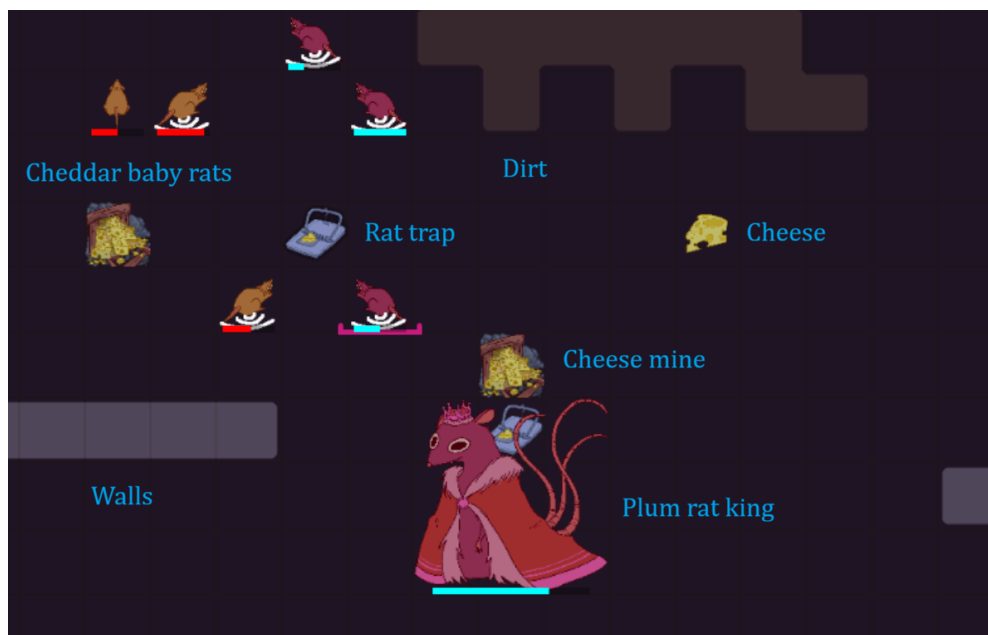 Cheddar baby rats
Dirt
Rat trap
Cheese
Cheese mine
Walls
Plum rat king